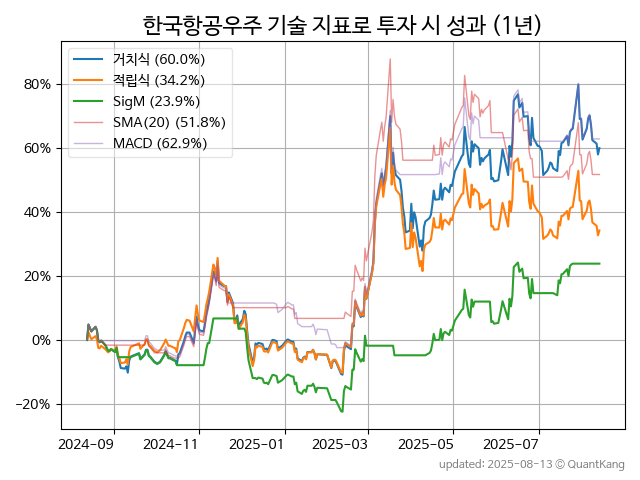 한국항공우주 기술 지표로 투자 시 성과 (1년)
거치식 (60.0%)
적립식 (34.2%)
SigM (23.9%)
SMA(20) (51.8%)
MACD (62.9%)
80%
60%
40%
20%
0%
−20%
2024-09 2024-11 2025-01 2025-03 2025-05 2025-07
updated: 2025-08-13 ⓒ QuantKang